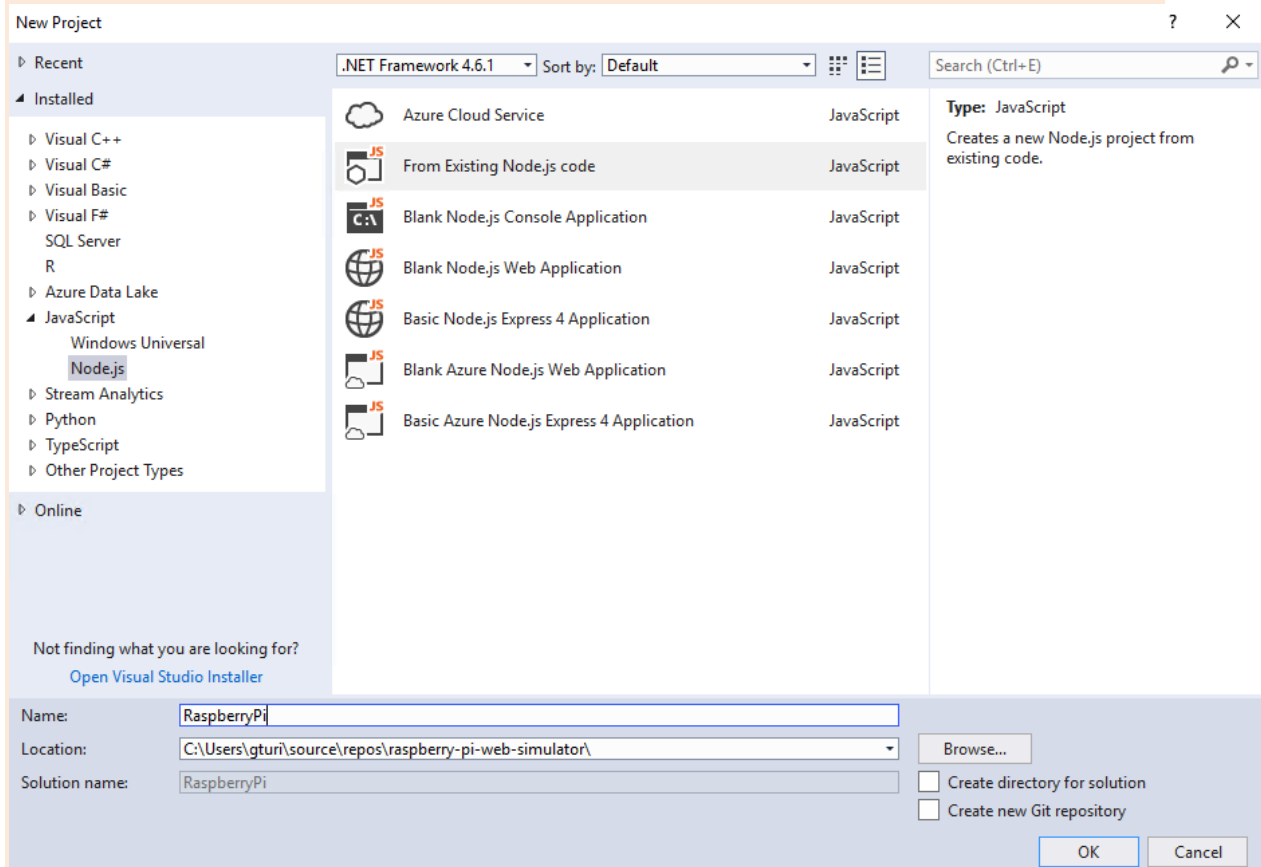 New Project
?
Recent
Installed
Visual C++
Visual C#
Visual Basic
Visual F#
SQL Server
R
Azure Data Lake
JavaScript
Windows Universal
Node.js
Stream Analytics
Python
TypeScript
Other Project Types
Online
Not finding what you are looking for?
Open Visual Studio Installer
.NET Framework 4.6.1 Sort by: Default
Azure Cloud Service JavaScript
JS From Existing Node.js code JavaScript
JS C:\ Blank Node.js Console Application JavaScript
JS Blank Node.js Web Application JavaScript
JS Basic Node.js Express 4 Application JavaScript
JS Blank Azure Node.js Web Application JavaScript
JS Basic Azure Node.js Express 4 Application JavaScript
Search (Ctrl+E)
Type: JavaScript
Creates a new Node.js project from
existing code.
Name: RaspberryPi
Location: C:\Users\gturi\source\repos\raspberry-pi-web-simulator\ Browse...
Solution name: RaspberryPi
Create directory for solution
Create new Git repository
OK Cancel